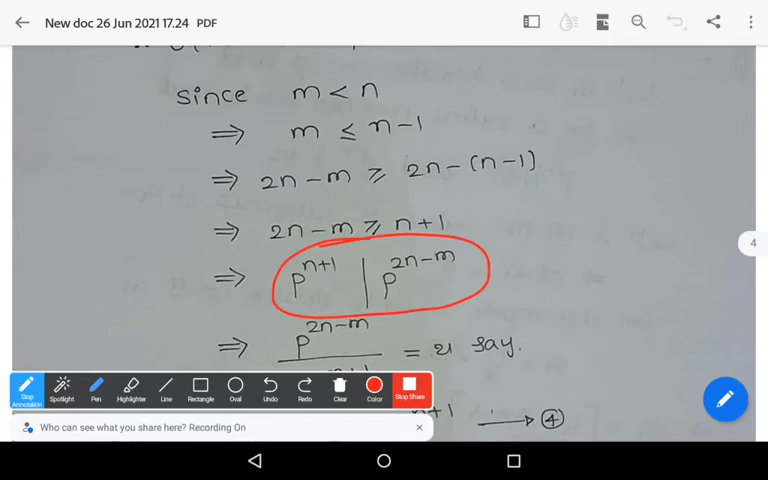 New doc 26 Jun 2021 17.24 PDF
since m < n
⇒ m ≤ n-1
⇒ 2n-m ≥ 2n-(n-1)
⇒ 2n-m ≥ n+1
⇒ p^{n+1} | p^{2n-m}
4
⇒ p^{2n-m} = r say.
n+1 → ④
Stop Annotation Spotlight Pen Highlighter Line Rectangle Oval Undo Redo Clear Color Stop Share
Who can see what you share here? Recording On